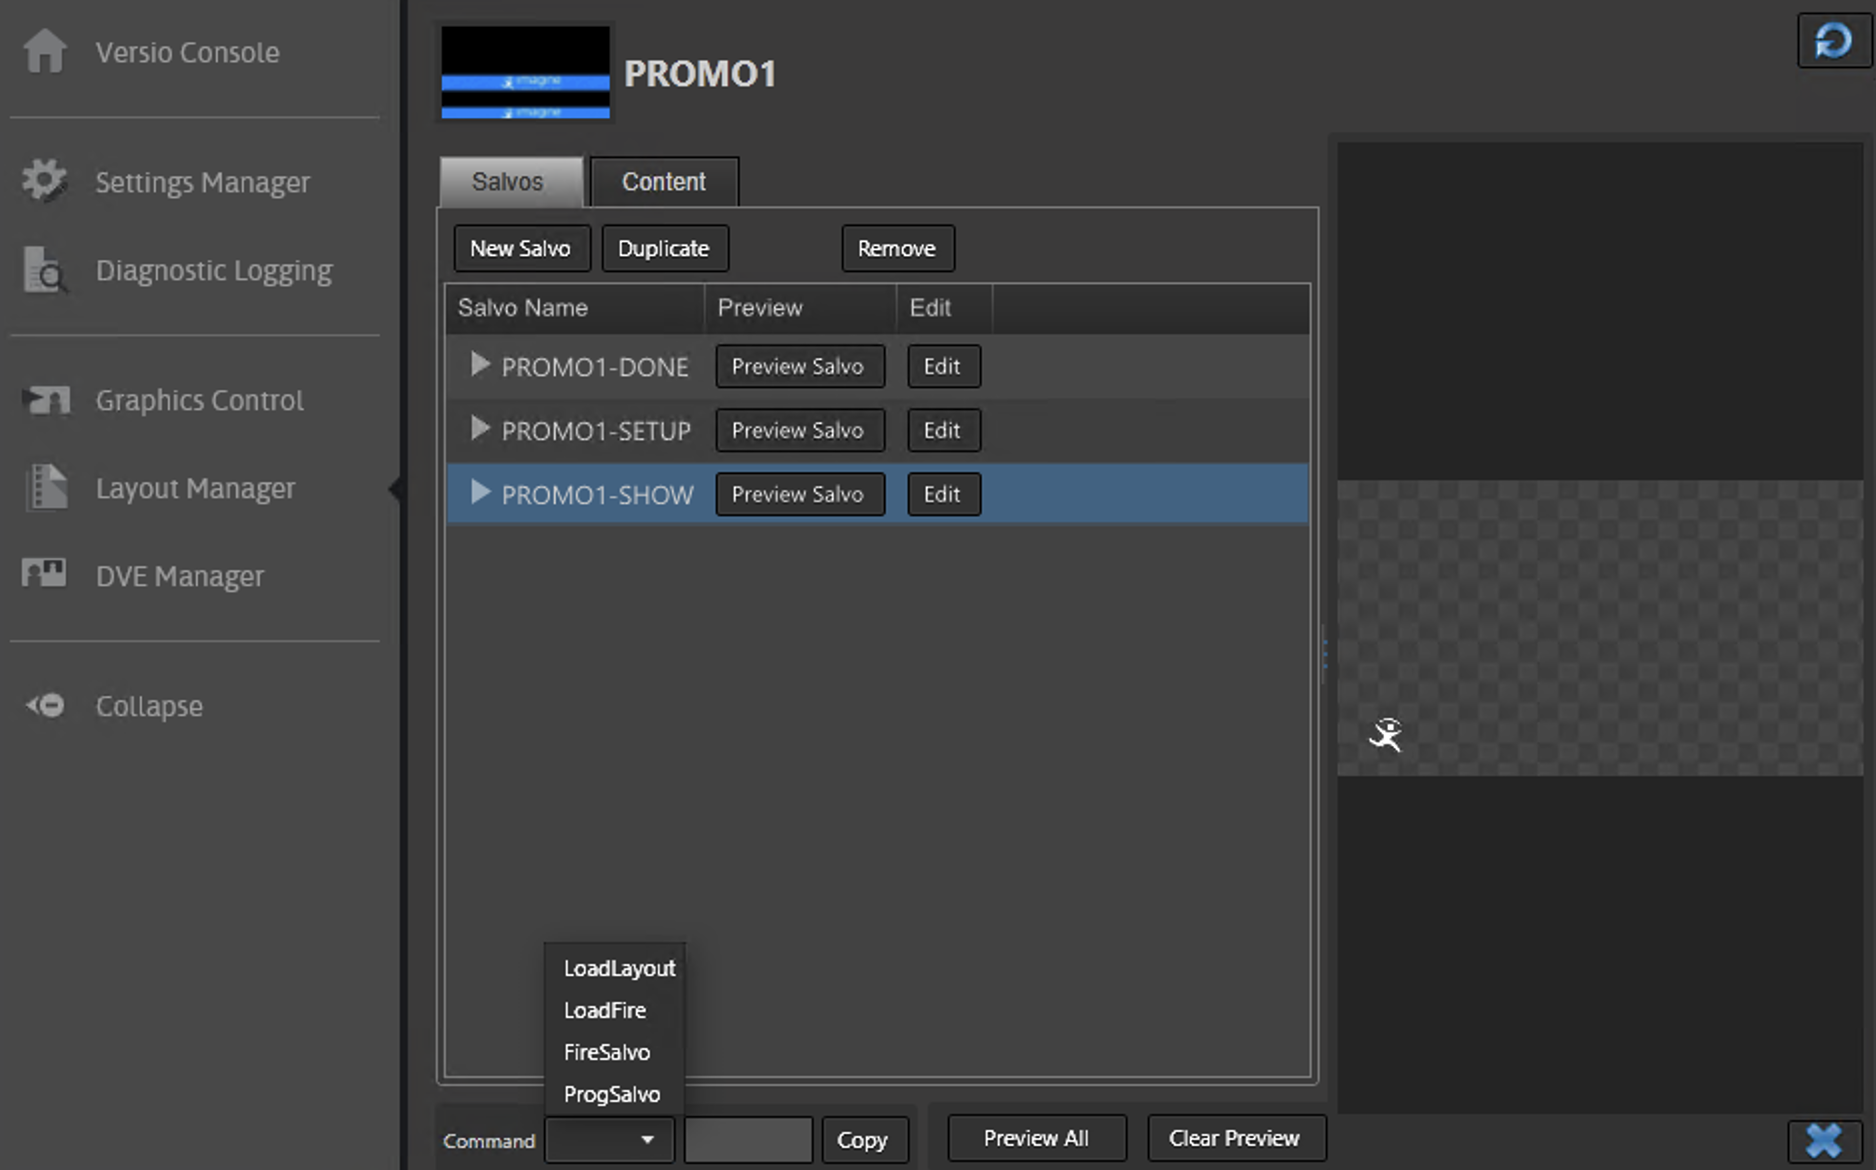 Versio Console
Settings Manager
Diagnostic Logging
Graphics Control
Layout Manager
DVE Manager
Collapse
imagine
imagine
PROMO1
Salvos Content
New Salvo Duplicate Remove
Salvo Name Preview Edit
PROMO1-DONE Preview Salvo Edit
PROMO1-SETUP Preview Salvo Edit
PROMO1-SHOW Preview Salvo Edit
LoadLayout
LoadFire
FireSalvo
ProgSalvo
Command Copy Preview All Clear Preview